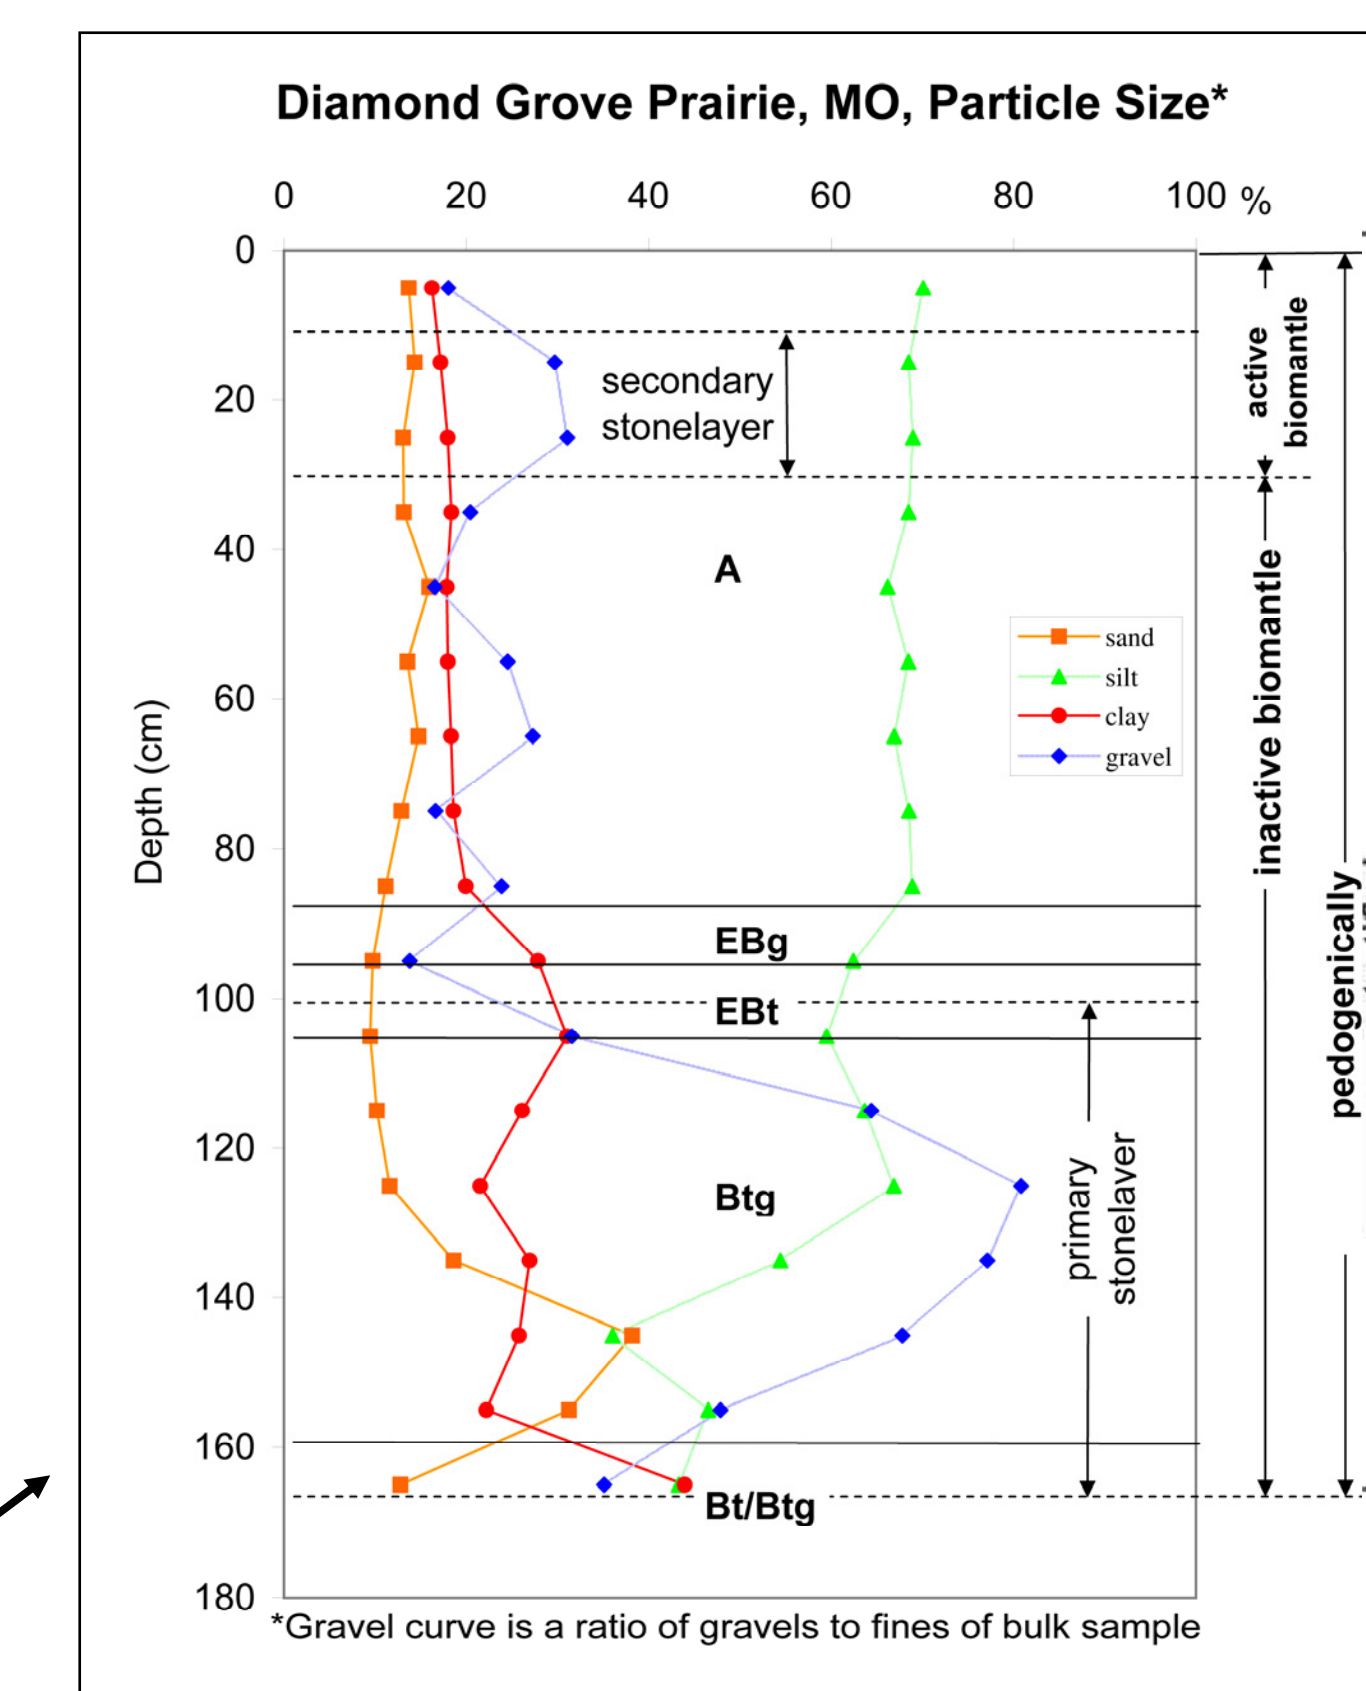 Diamond Grove Prairie, MO, Particle Size*
0 20 40 60 80 100 %
0
20
40
60
80
100
120
140
160
180
Depth (cm)
secondary
stonelayer
A
EBg
EBt
Btg
Bt/Btg
primary
stonelayer
sand
silt
clay
gravel
active
biomantle
inactive biomantle
pedogenically
*Gravel curve is a ratio of gravels to fines of bulk sample